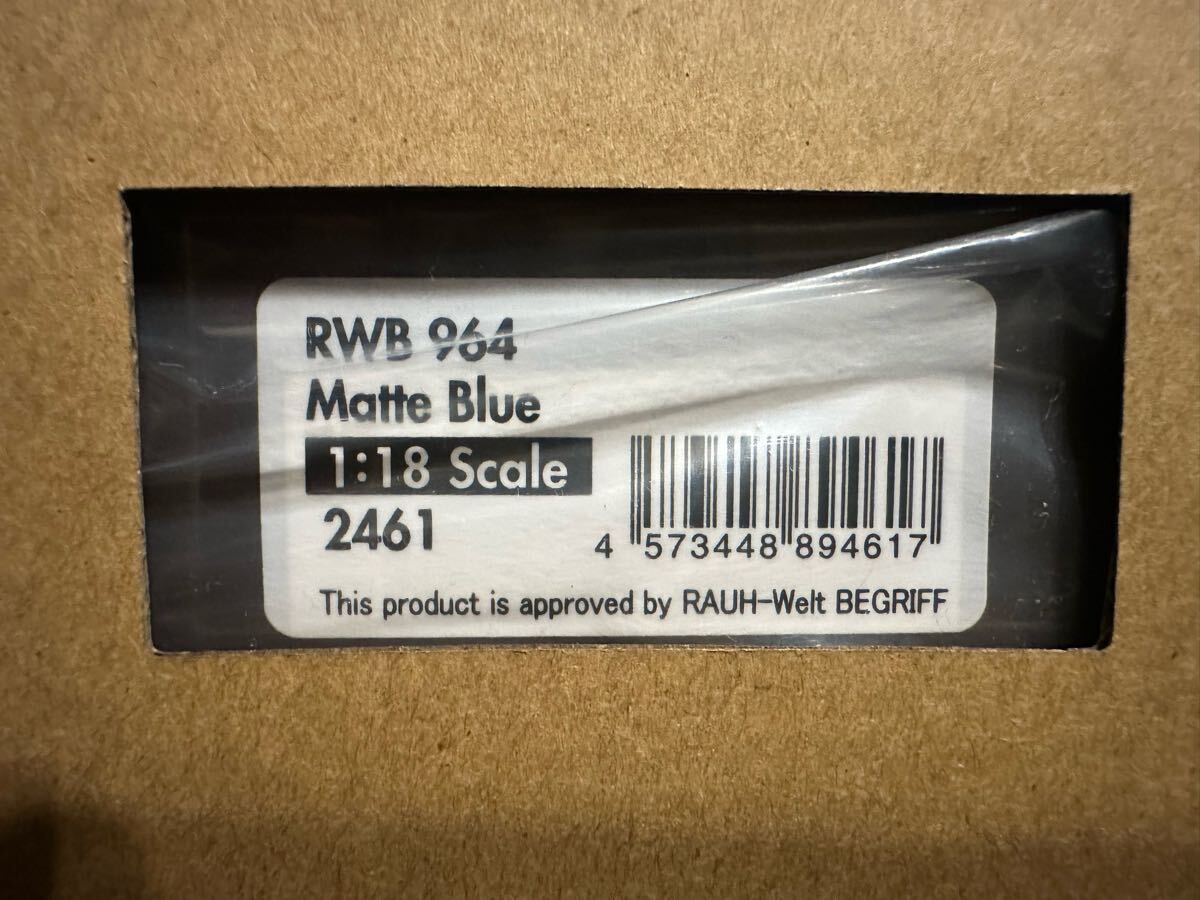 RWB 964
Matte Blue
1:18 Scale
2461
4 573448 894617
This product is approved by RAUH-Welt BEGRIFF